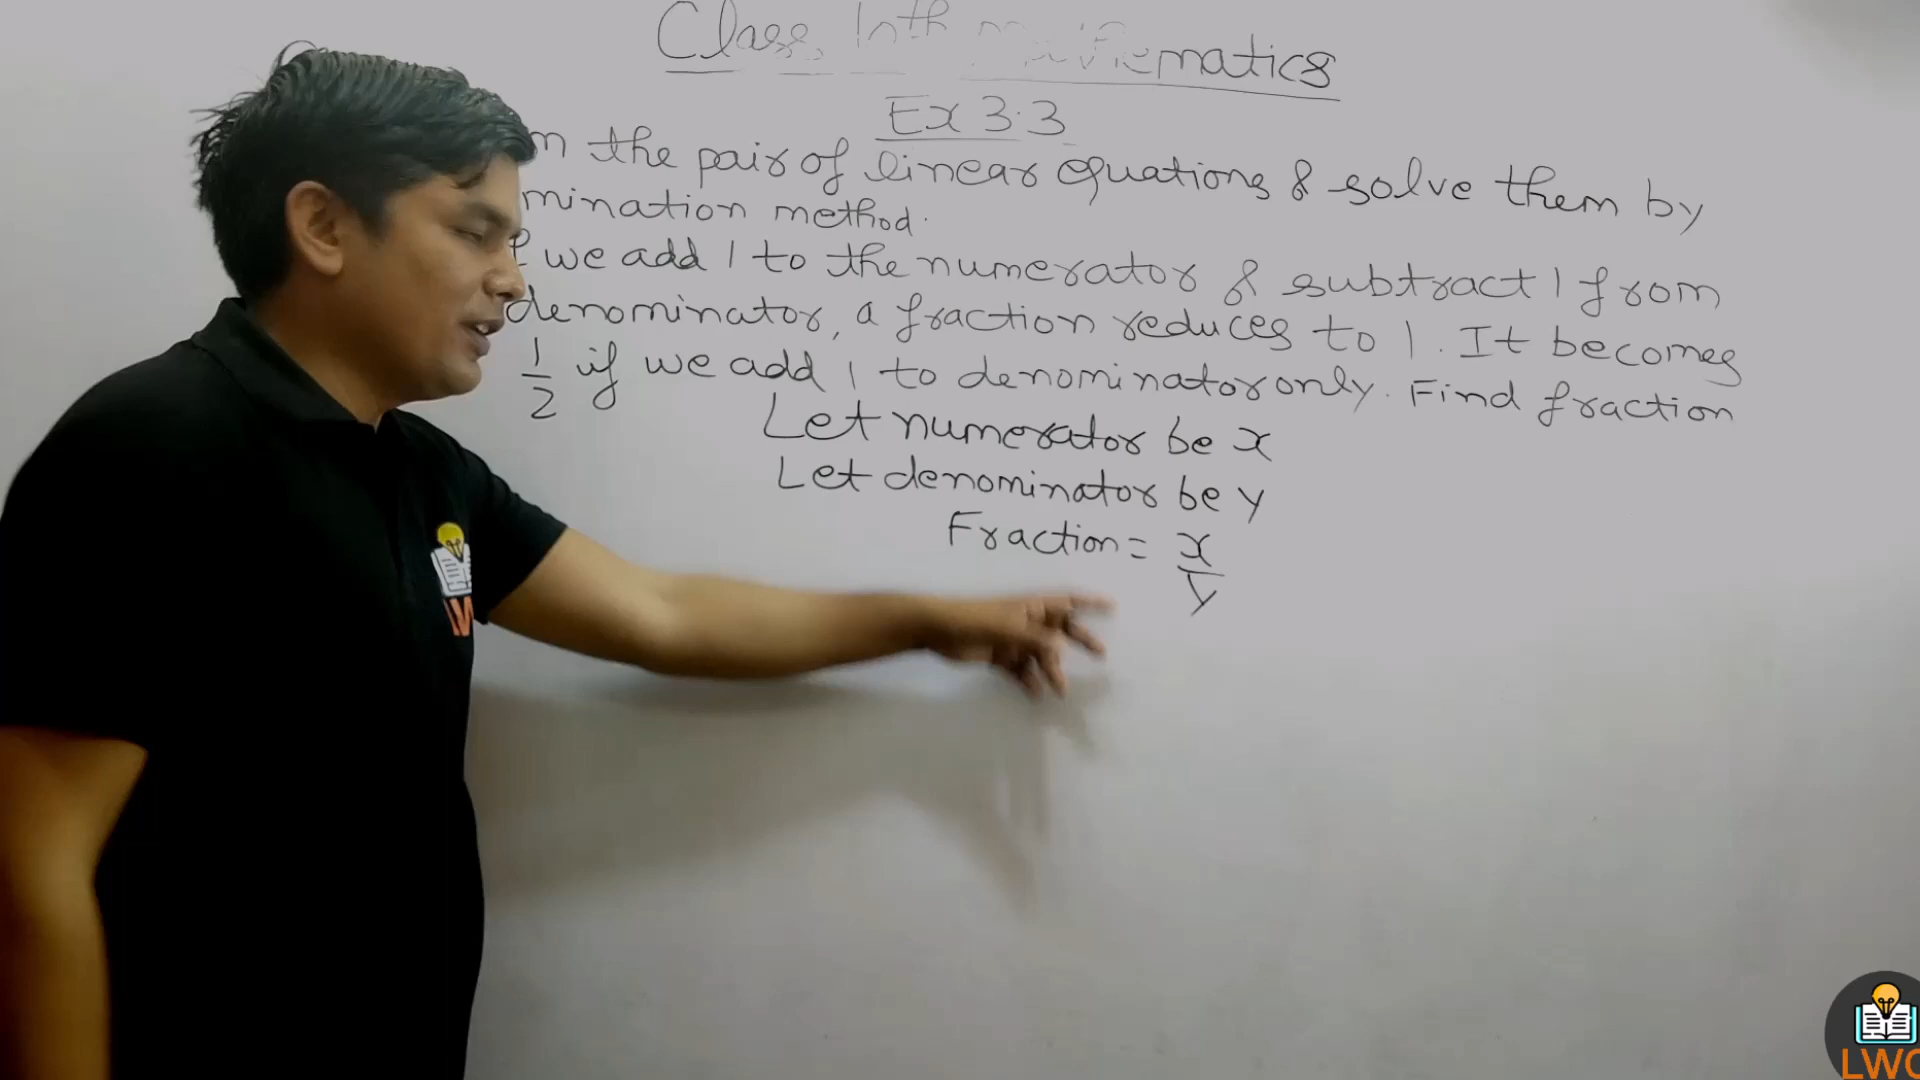 Class 10th mathematics
Ex 3.3
the pair of linear equations & solve them by
mination method.
we add 1 to the numerator & subtract 1 from
denominator, a fraction reduces to 1. It becomes
1/2 if we add 1 to denominator only. Find fraction
Let numerator be x
Let denominator be y
Fraction = x/y
LW
LWC